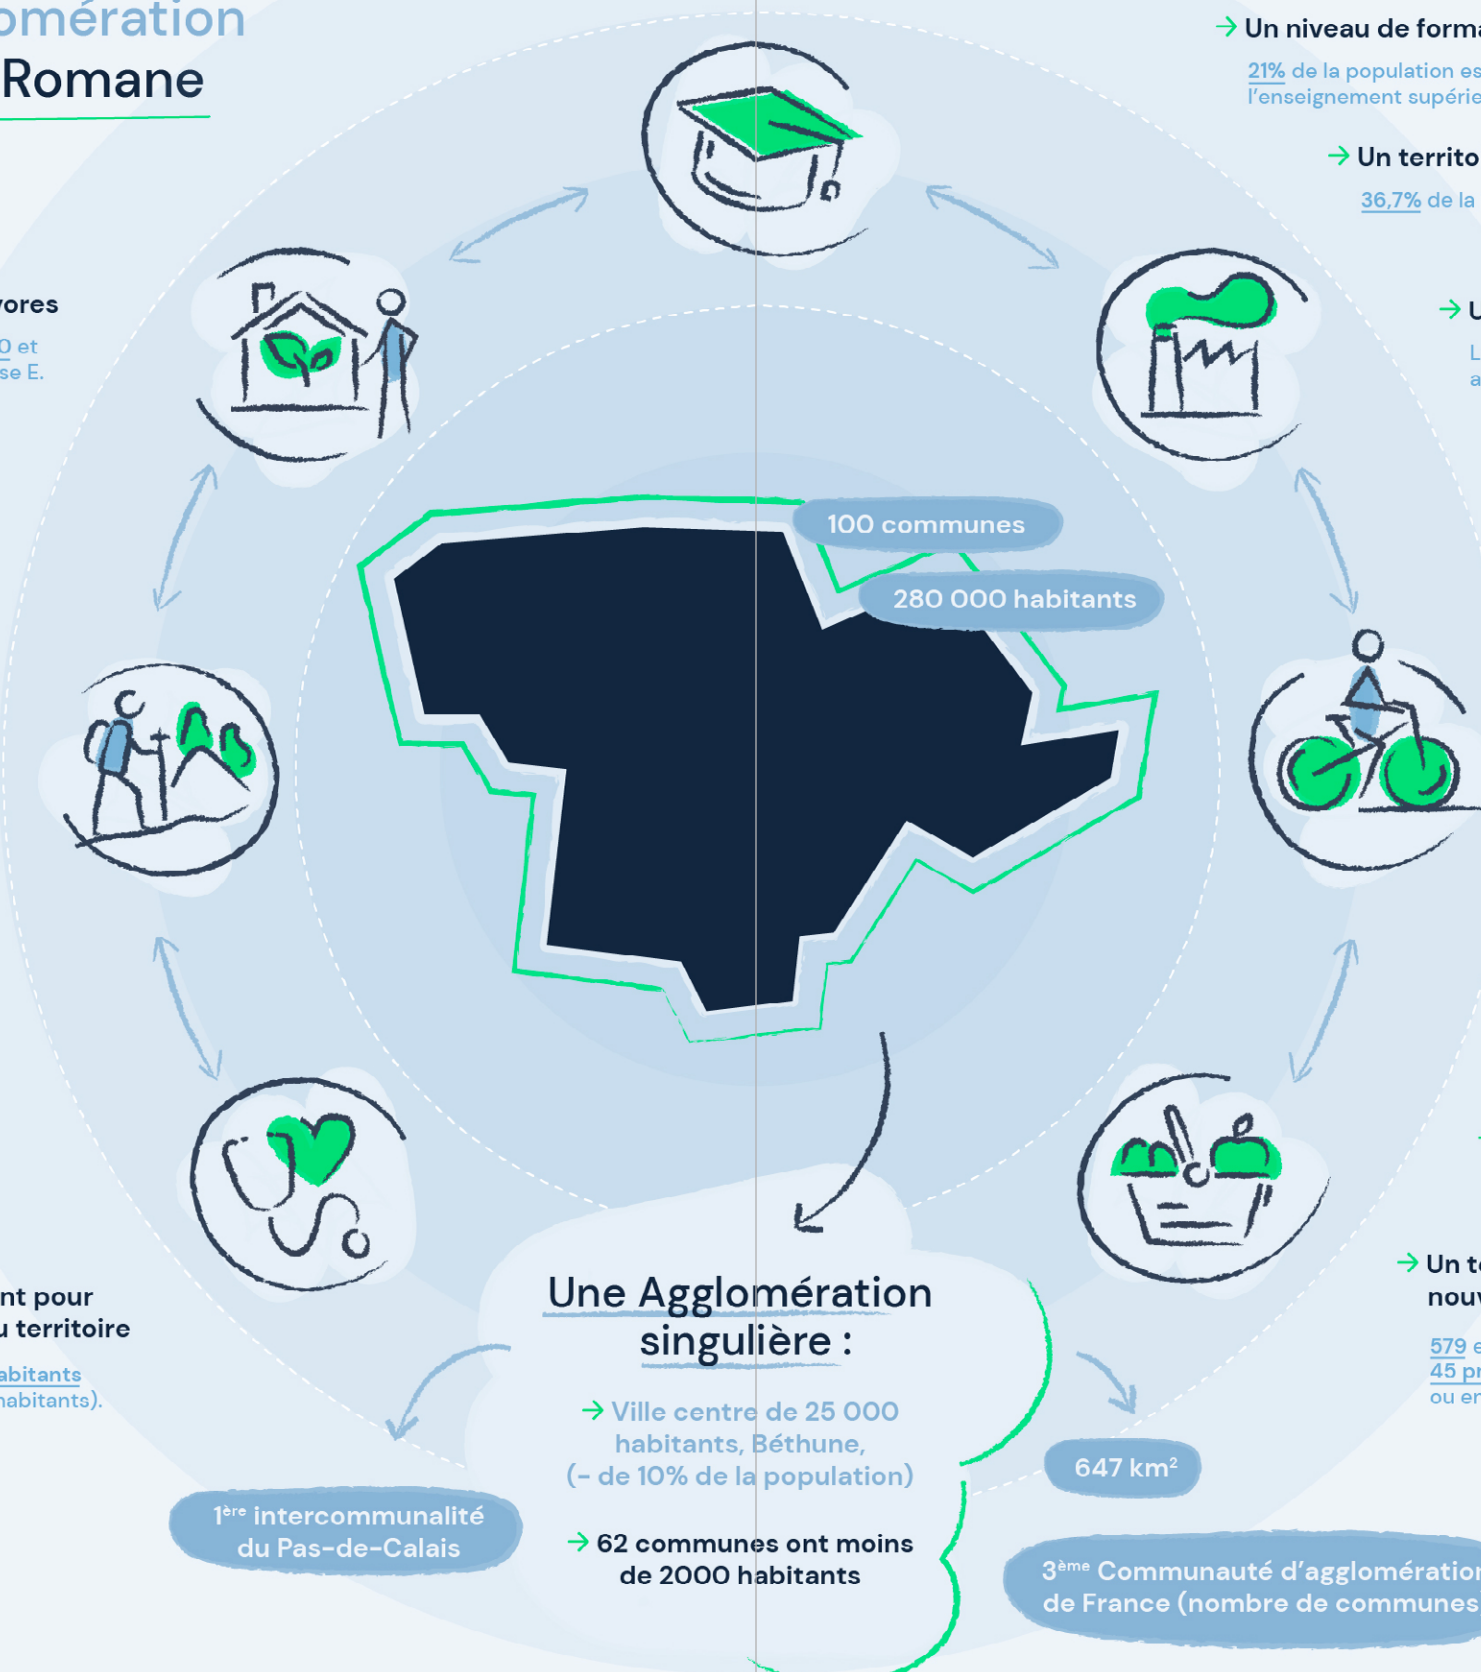 omération
Romane
→ Un niveau de forma
21% de la population es
l'enseignement supérie
→ Un territo
36,7% de la
vores
O et
se E.
→ U
L
a
100 communes
280 000 habitants
nt pour
u territoire
abitants
habitants).
→ Un te
nouv
579 e
45 pr
ou en
Une Agglomération
singulière :
→ Ville centre de 25 000
habitants, Béthune,
(- de 10% de la population)
→ 62 communes ont moins
de 2000 habitants
1ère intercommunalité
du Pas-de-Calais
647 km²
3ème Communauté d'agglomération
de France (nombre de communes